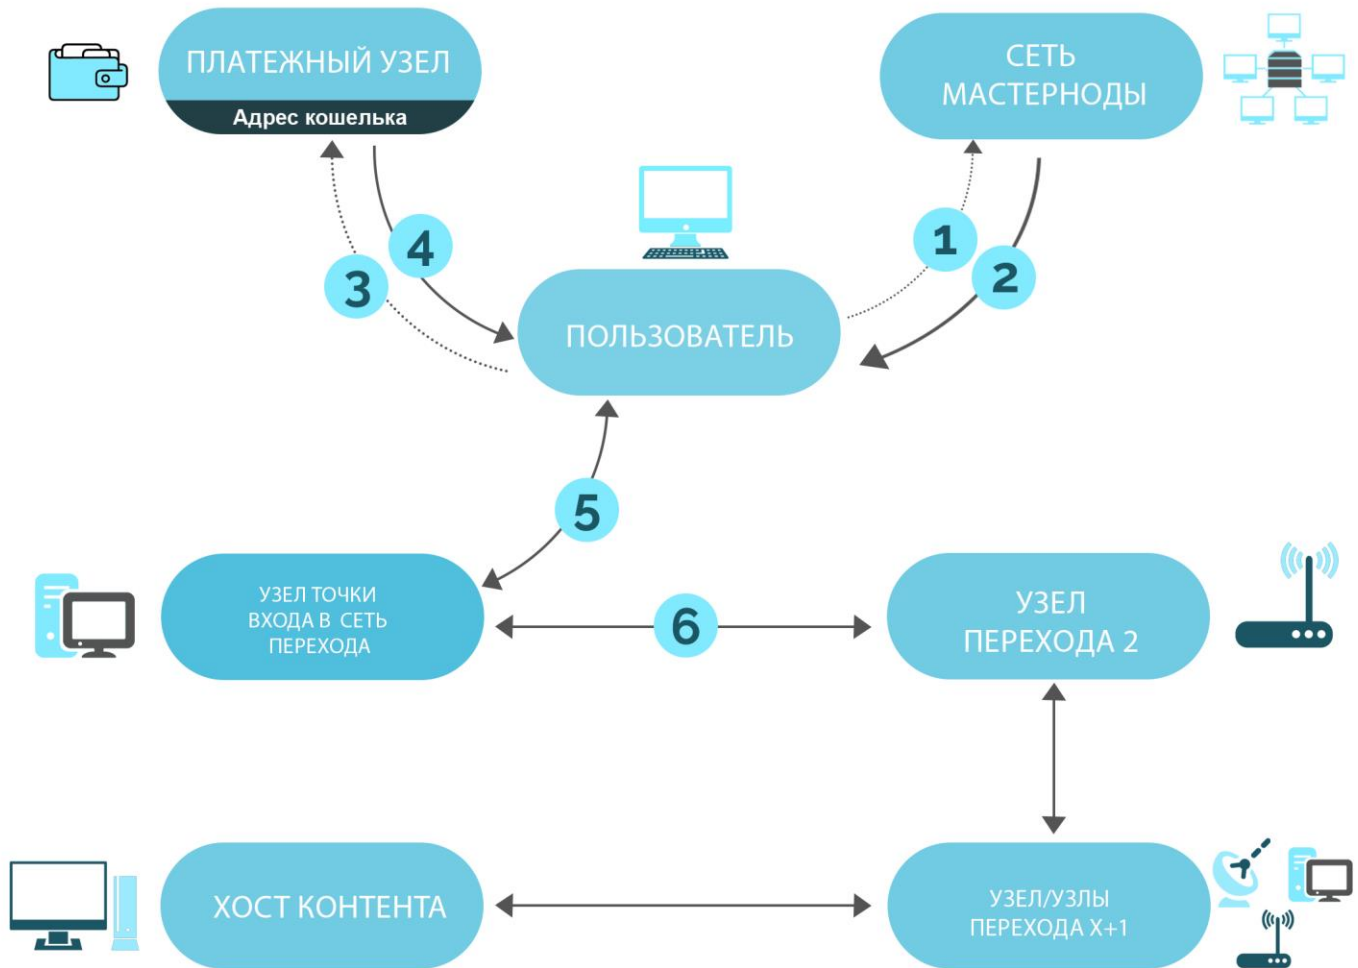 ПЛАТЕЖНЫЙ УЗЕЛ
Адрес кошелька
СЕТЬ
МАСТЕРНОДЫ
1
2
3
4
ПОЛЬЗОВАТЕЛЬ
5
УЗЕЛ ТОЧКИ
ВХОДА В СЕТЬ
ПЕРЕХОДА
6
УЗЕЛ
ПЕРЕХОДА 2
ХОСТ КОНТЕНТА
УЗЕЛ/УЗЛЫ
ПЕРЕХОДА X+1